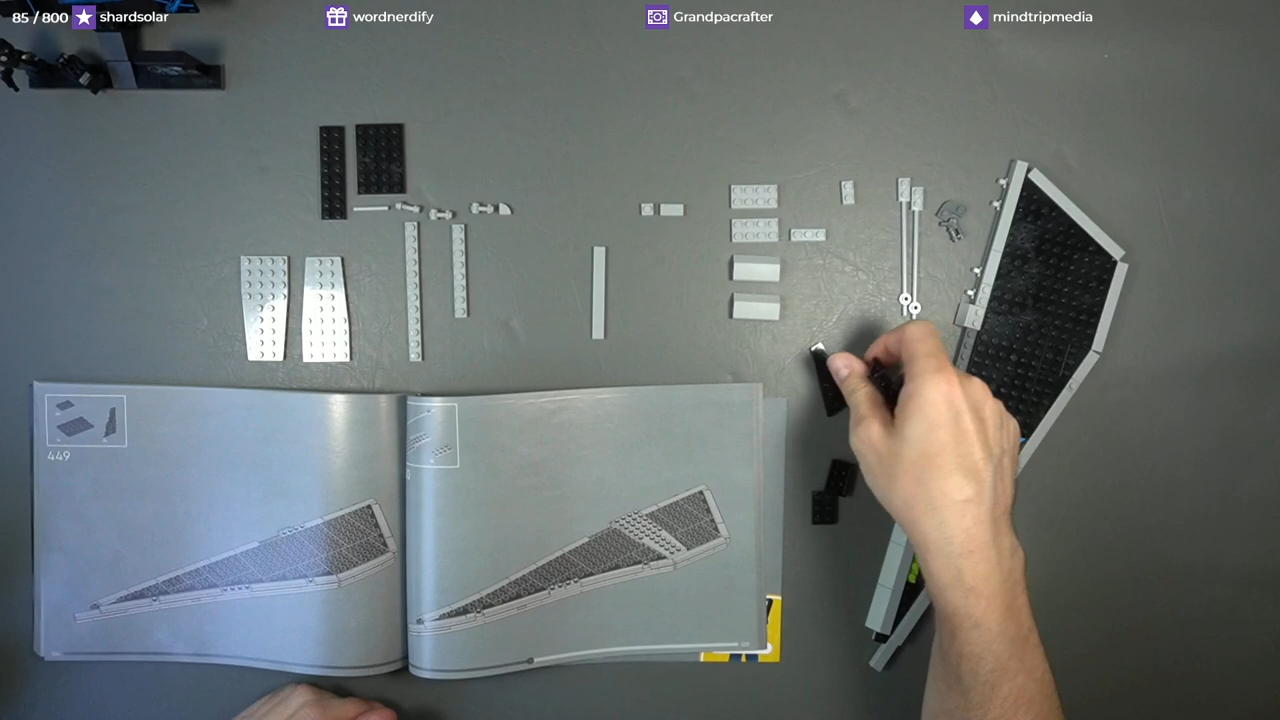 85 / 800
shardsolar
wordnerdify
Grandpacrafter
mindtripmedia
449